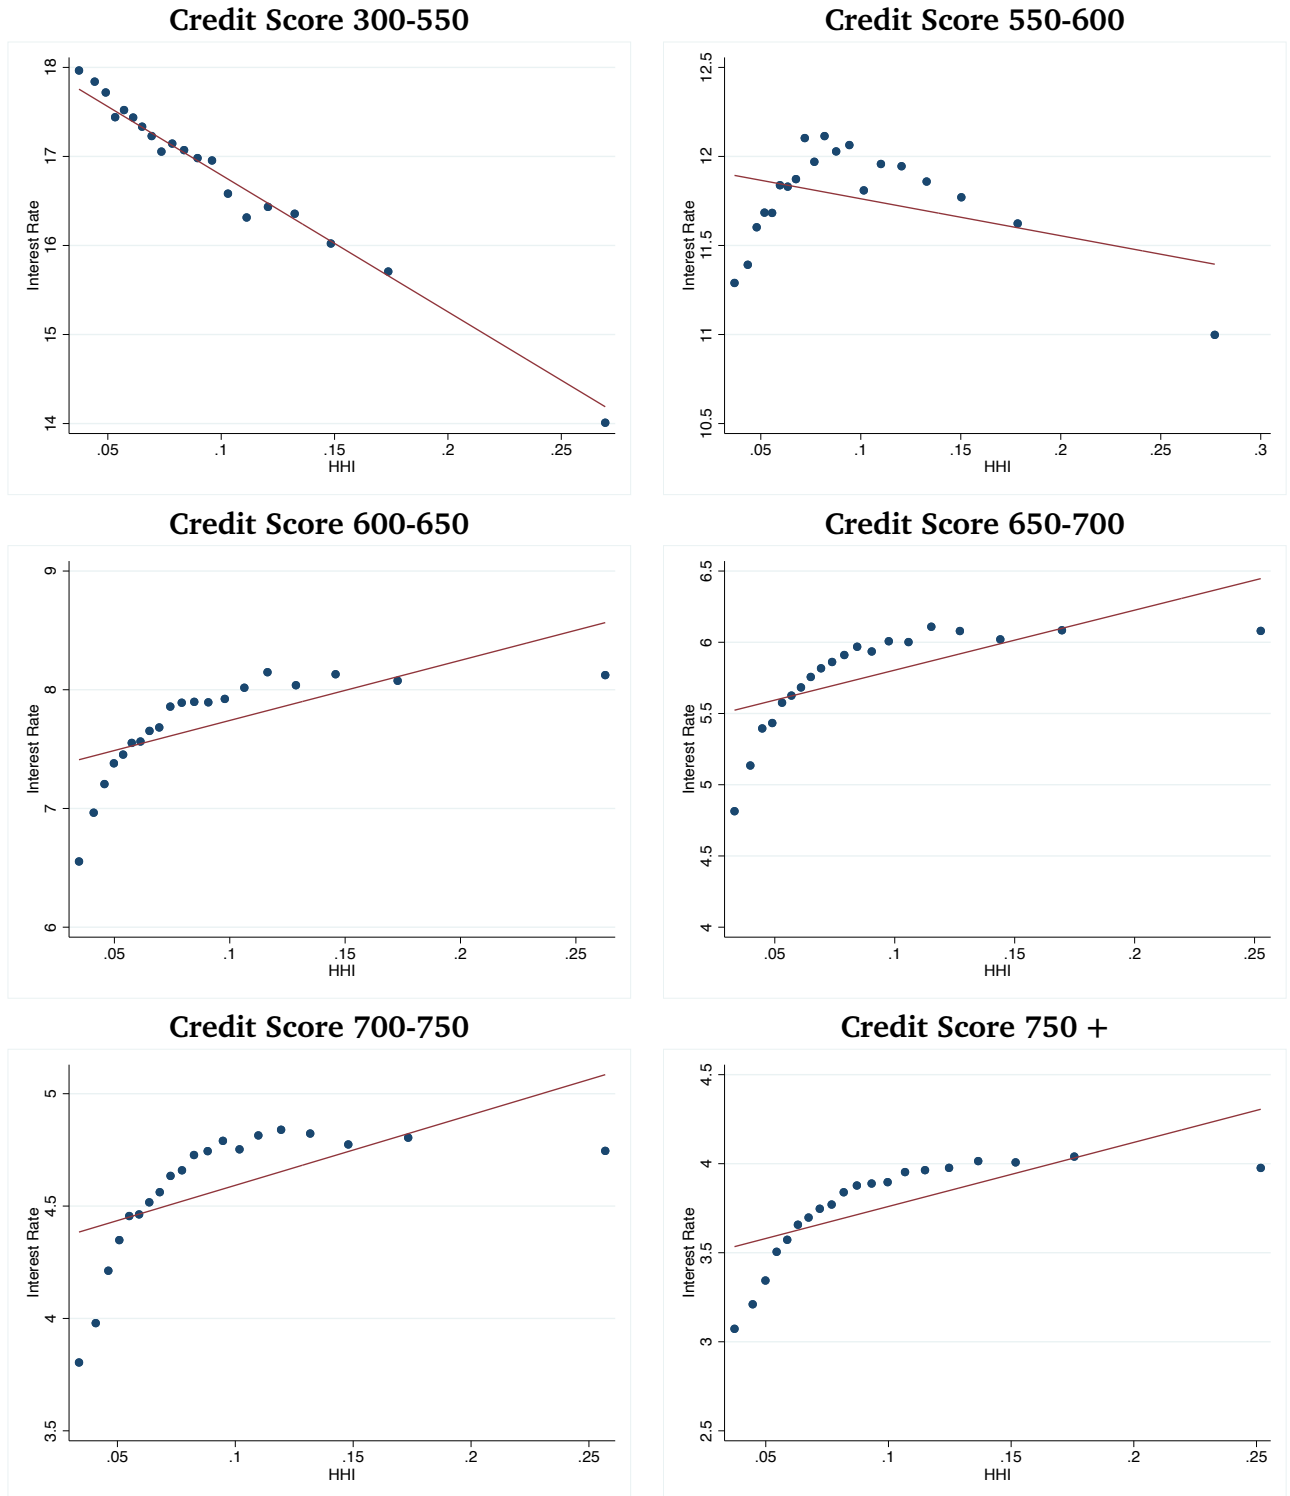 Credit Score 300-550
Interest Rate
18
17
16
15
14
.05 .1 .15 .2 .25
HHI
Credit Score 550-600
Interest Rate
12.5
12
11.5
11
10.5
.05 .1 .15 .2 .25 .3
HHI
Credit Score 600-650
Interest Rate
9
8
7
6
.05 .1 .15 .2 .25
HHI
Credit Score 650-700
Interest Rate
6.5
6
5.5
5
4.5
4
.05 .1 .15 .2 .25
HHI
Credit Score 700-750
Interest Rate
5
4.5
4
3.5
.05 .1 .15 .2 .25
HHI
Credit Score 750 +
Interest Rate
4.5
4
3.5
3
2.5
.05 .1 .15 .2 .25
HHI